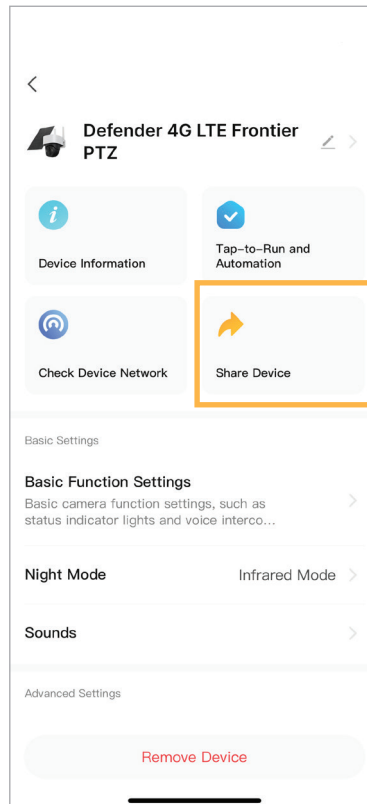 Defender 4G LTE Frontier
PTZ
Device Information
Tap-to-Run and
Automation
Check Device Network
Share Device
Basic Settings
Basic Function Settings
Basic camera function settings, such as
status indicator lights and voice interco...
Night Mode
Infrared Mode
Sounds
Advanced Settings
Remove Device